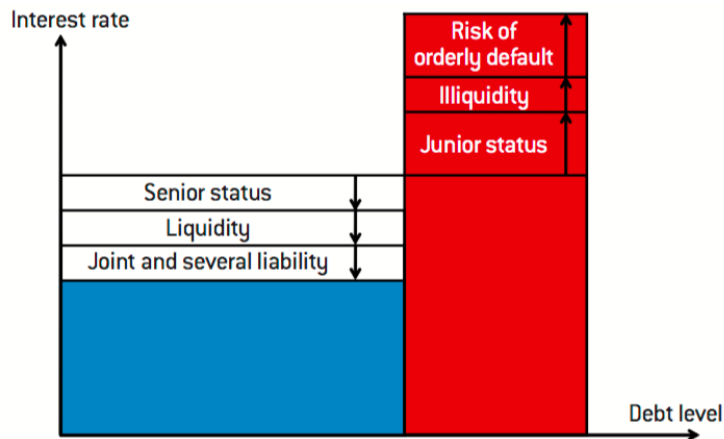 Interest rate
Risk of
orderly default
Illiquidity
Junior status
Senior status
Liquidity
Joint and several liability
Debt level